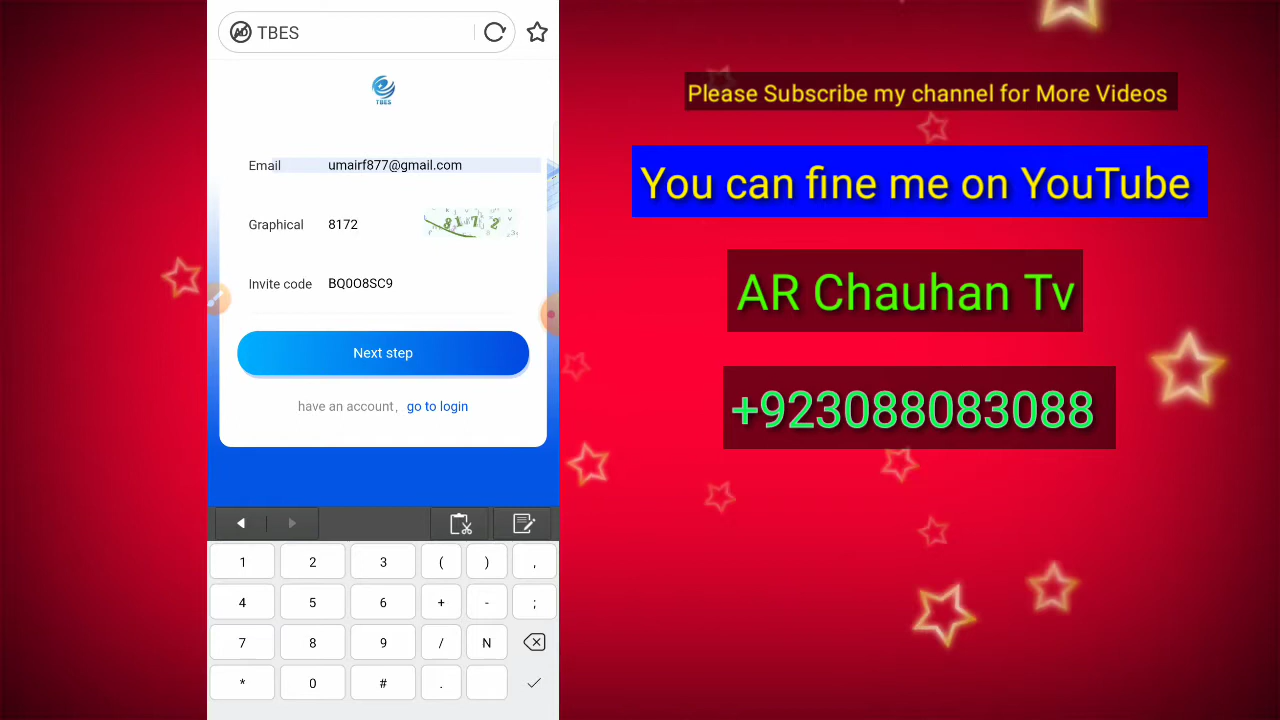 TBES
TBES
Email umairf877@gmail.com
Graphical 8172 8172
Invite code BQ0O8SC9
Next step
have an account, go to login
1 2 3 ( ) ,
4 5 6 + - ;
7 8 9 / N
* 0 # .
Please Subscribe my channel for More Videos
You can fine me on YouTube
AR Chauhan Tv
+923088083088